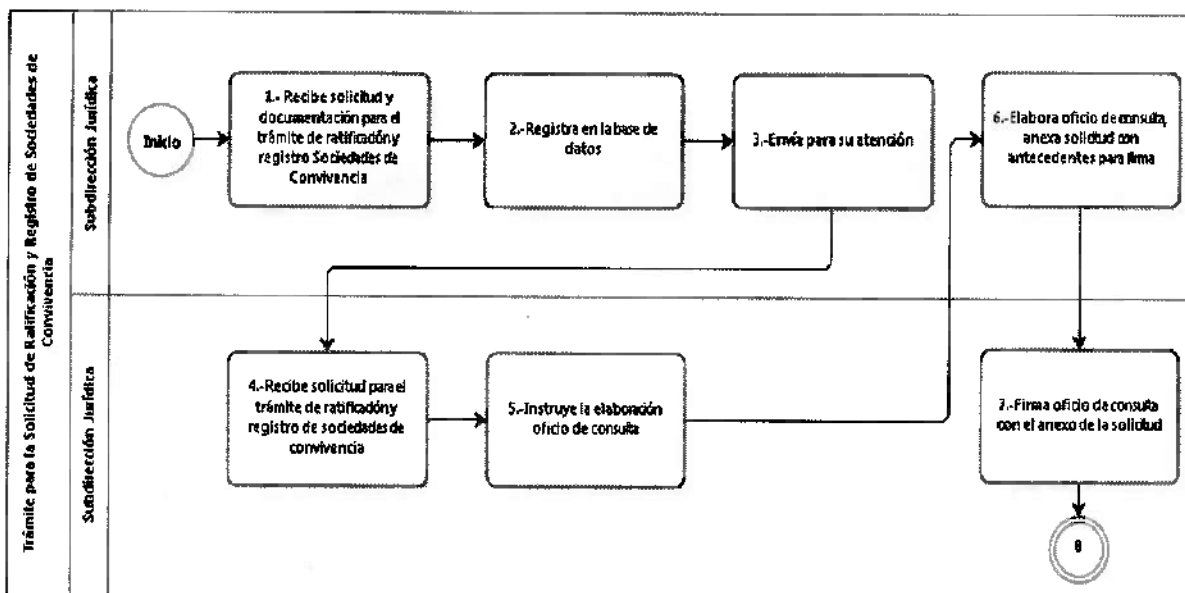 Trámite para la Solicitud de Ratificación y Registro de Sociedades de
Convivencia
Subdirección Jurídica
Inicio
1.- Recibe solicitud y
documentación para el
trámite de ratificación y
registro Sociedades de
Convivencia
2.-Registra en la base de
datos
3.-Envía para su atención
6.-Elabora oficio de consulta,
anexa solicitud con
antecedentes para firma
Subdirección Jurídica
4.-Recibe solicitud para el
trámite de ratificación y
registro de sociedades de
convivencia
5.-Instruye la elaboración
oficio de consulta
7.-Firma oficio de consulta
con el anexo de la solicitud
8